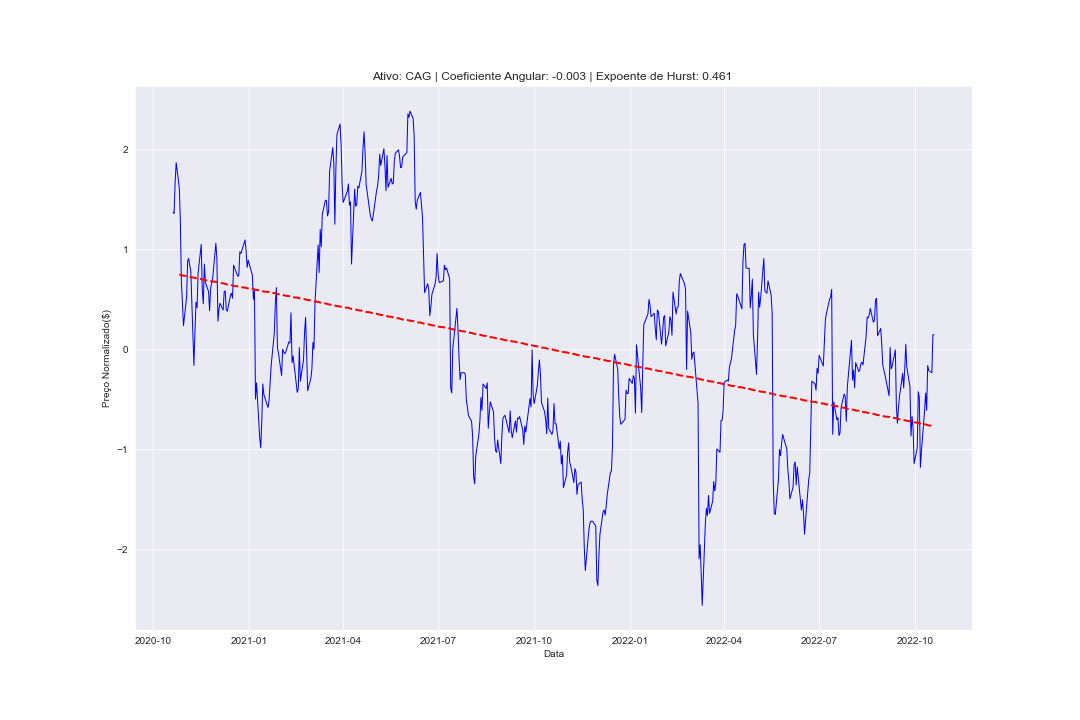 Ativo: CAG | Coeficiente Angular: -0.003 | Expoente de Hurst: 0.461
Preço Normalizado($)
2
1
0
−1
−2
2020-10 2021-01 2021-04 2021-07 2021-10 2022-01 2022-04 2022-07 2022-10
Data